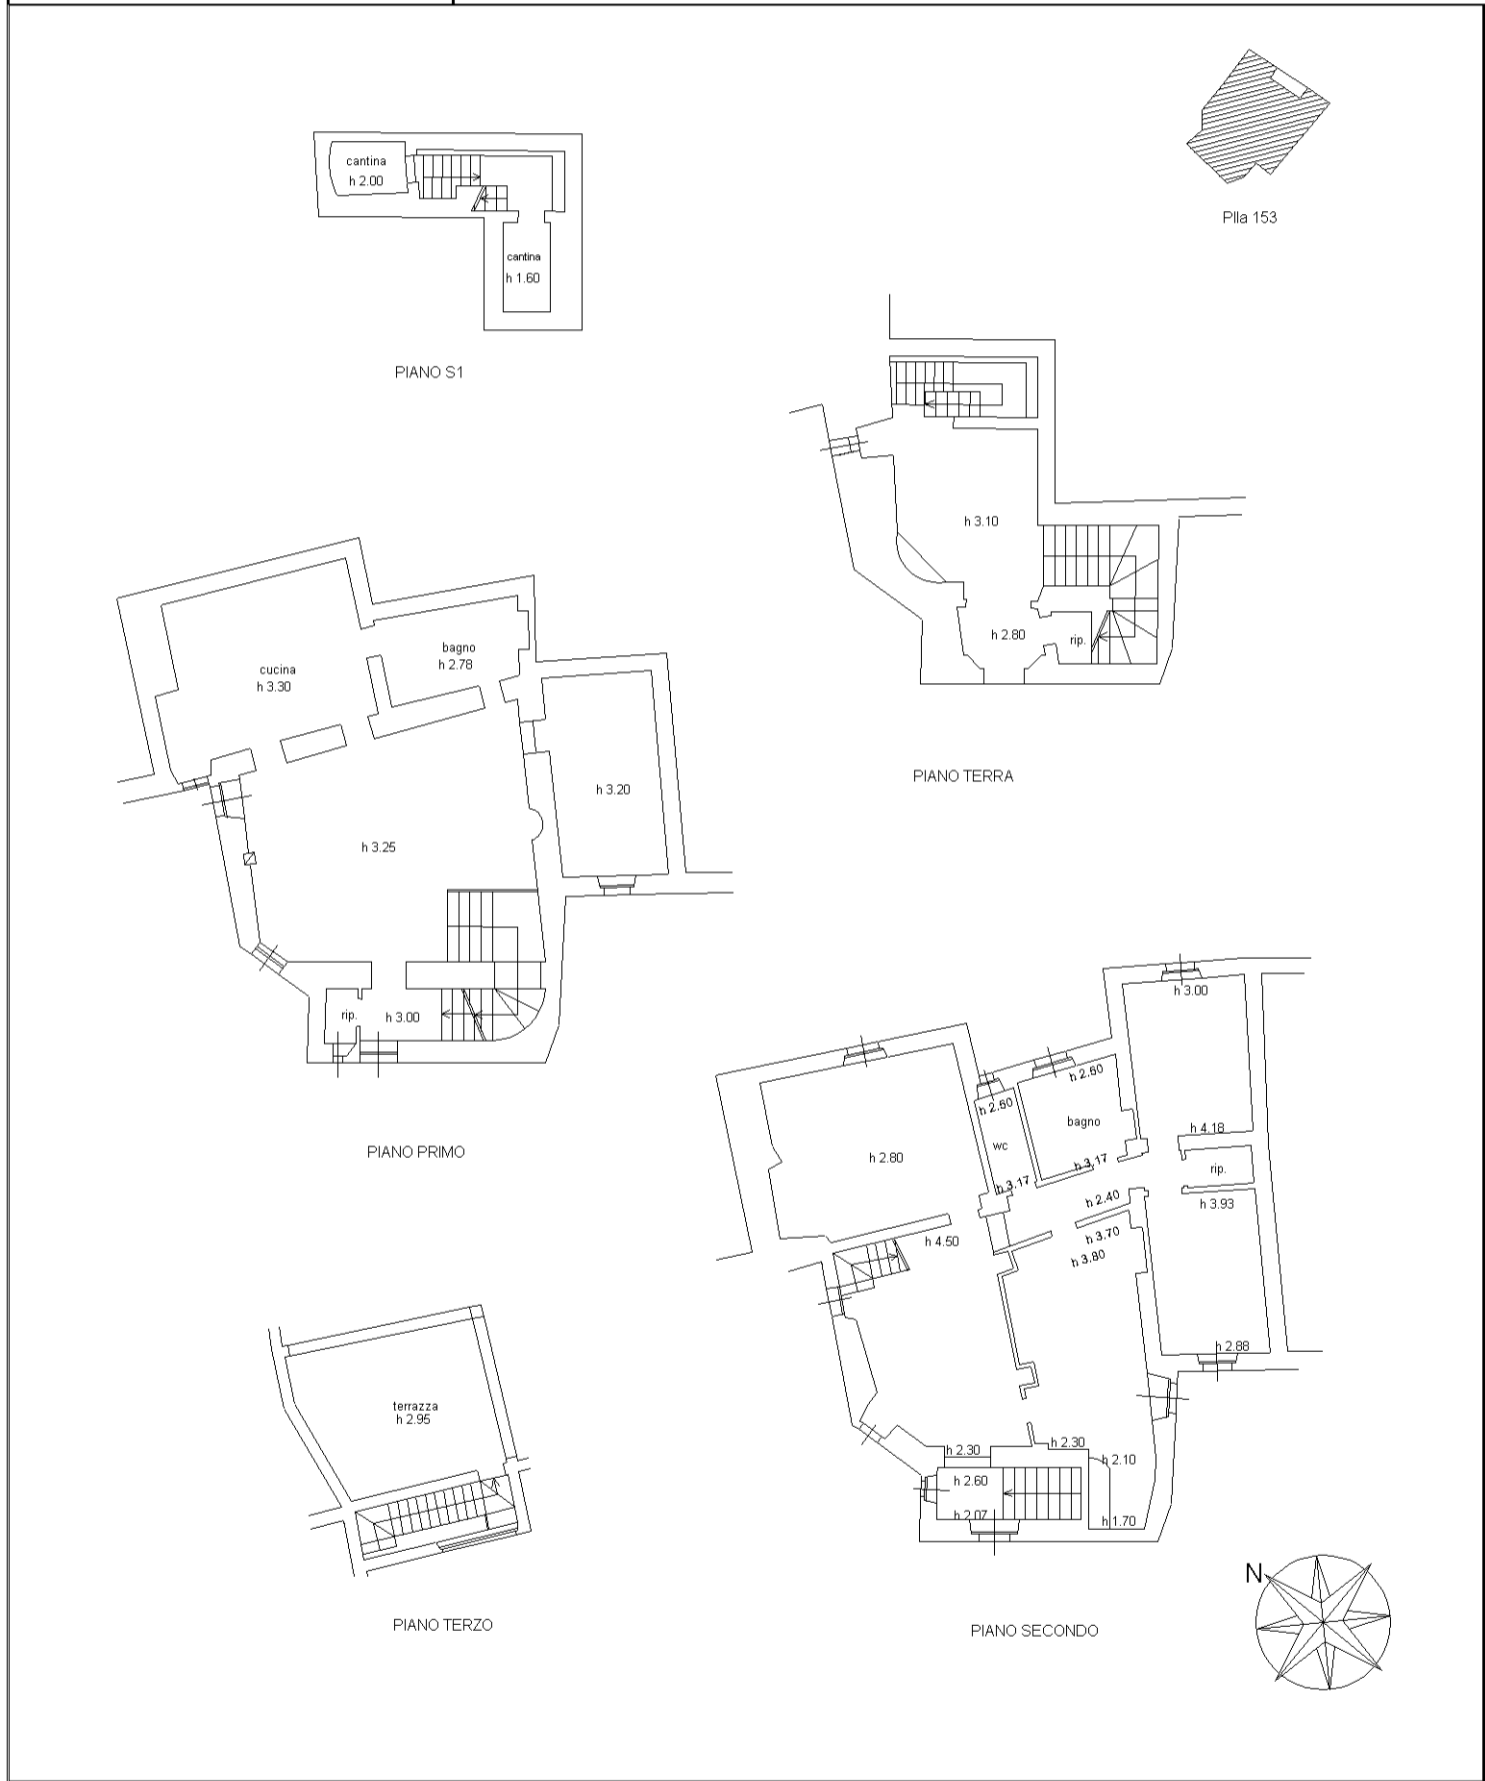 cantina
h 2.00
cantina
h 1.60
PIANO S1
Plla 153
h 3.10
h 2.80
rip.
PIANO TERRA
cucina
h 3.30
bagno
h 2.78
h 3.20
h 3.25
rip.
h 3.00
PIANO PRIMO
h 3.00
h 2.60
h 2.60
bagno
wc
h 4.18
h 2.80
h 3.17
rip.
h 3.17
h 2.40
h 3.93
h 3.70
h 4.50
h 3.80
h 2.88
h 2.30
h 2.30
h 2.10
h 2.60
h 2.07
h 1.70
PIANO SECONDO
terrazza
h 2.95
PIANO TERZO
N